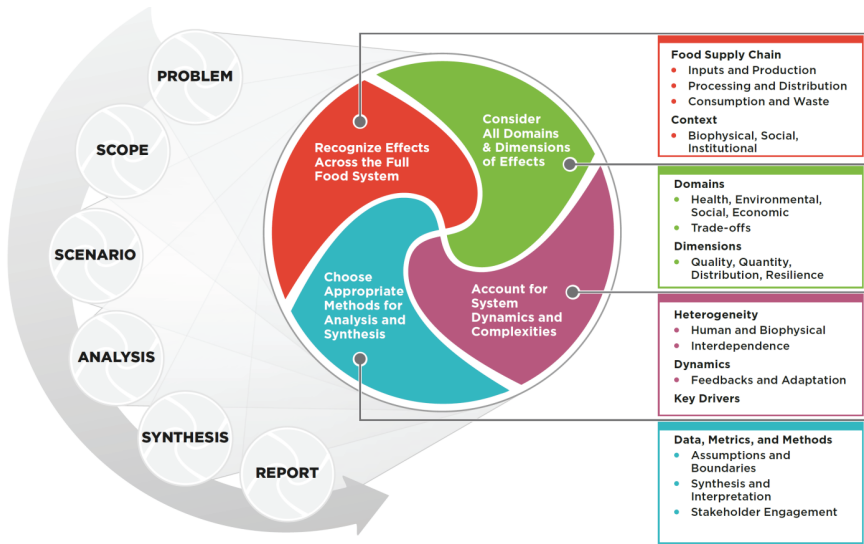 PROBLEM
SCOPE
SCENARIO
ANALYSIS
SYNTHESIS
REPORT
Recognize Effects
Across the Full
Food System
Consider
All Domains
& Dimensions
of Effects
Choose
Appropriate
Methods for
Analysis and
Synthesis
Account for
System
Dynamics and
Complexities
Food Supply Chain
• Inputs and Production
• Processing and Distribution
• Consumption and Waste
Context
• Biophysical, Social,
Institutional
Domains
• Health, Environmental,
Social, Economic
• Trade-offs
Dimensions
• Quality, Quantity,
Distribution, Resilience
Heterogeneity
• Human and Biophysical
• Interdependence
Dynamics
• Feedbacks and Adaptation
Key Drivers
Data, Metrics, and Methods
• Assumptions and
Boundaries
• Synthesis and
Interpretation
• Stakeholder Engagement